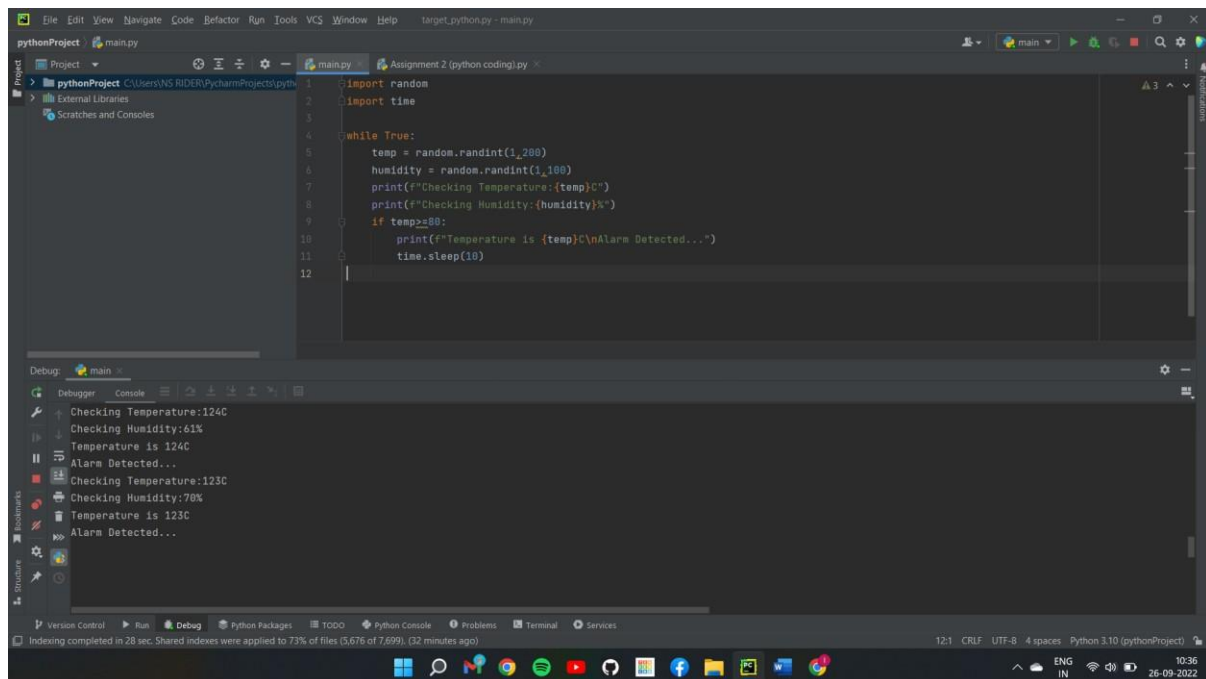 File Edit View Navigate Code Refactor Run Tools VCS Window Help target_python.py - main.py
pythonProject main.py
main
Project
main.py
Assignment 2 (python coding).py
pythonProject C:\Users\NS RIDER\PycharmProjects\pyth
External Libraries
Scratches and Consoles
3
1 import random
2 import time
3
4 while True:
5 temp = random.randint(1,200)
6 humidity = random.randint(1,100)
7 print(f"Checking Temperature:{temp}C")
8 print(f"Checking Humidity:{humidity}%")
9 if temp>=80:
10 print(f"Temperature is {temp}C\nAlarm Detected...")
11 time.sleep(10)
12
Project
Notifications
Debug: main
Debugger Console
Checking Temperature:124C
Checking Humidity:61%
Temperature is 124C
Alarm Detected...
Checking Temperature:123C
Checking Humidity:70%
Temperature is 123C
Alarm Detected...
Bookmarks
Structure
Version Control Run Debug Python Packages TODO Python Console Problems Terminal Services
Indexing completed in 28 sec. Shared indexes were applied to 73% of files (5,676 of 7,699). (32 minutes ago)
12:1 CRLF UTF-8 4 spaces Python 3.10 (pythonProject)
ENG
IN
10:36
26-09-2022